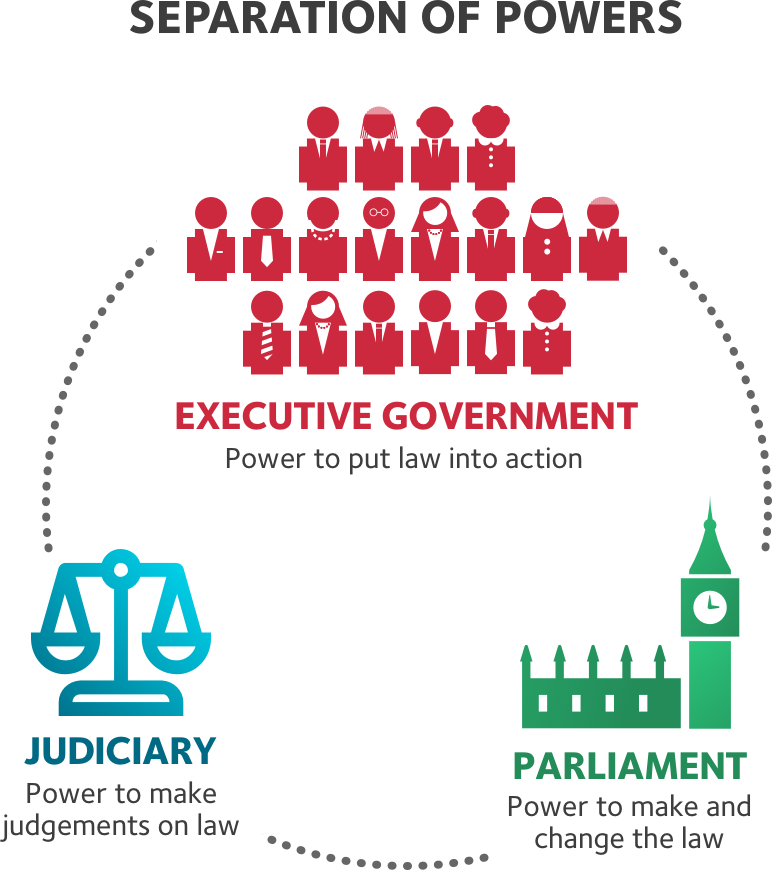 SEPARATION OF POWERS
EXECUTIVE GOVERNMENT
Power to put law into action
JUDICIARY
Power to make
judgements on law
PARLIAMENT
Power to make and
change the law